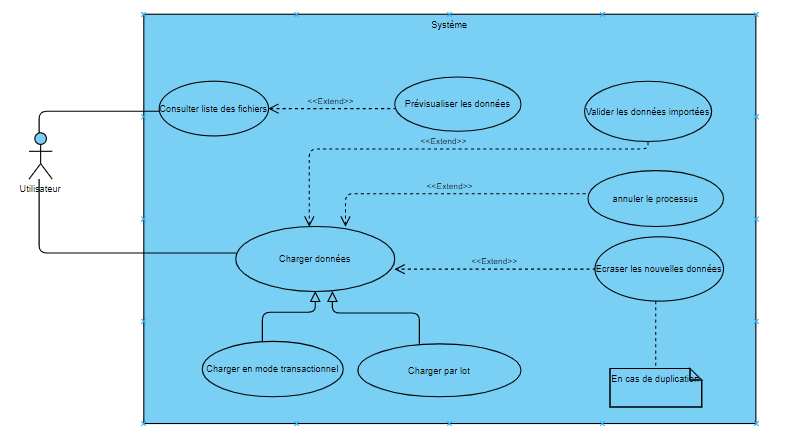 Système
Consulter liste des fichiers
<<Extend>>
Prévisualiser les données
Valider les données importées
<<Extend>>
Utilisateur
<<Extend>>
annuler le processus
Charger données
<<Extend>>
Ecraser les nouvelles données
Charger en mode transactionnel
Charger par lot
En cas de duplication